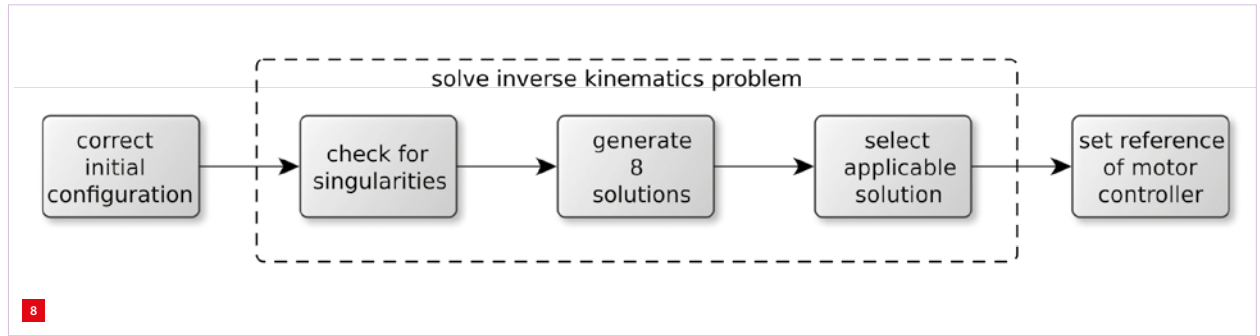 solve inverse kinematics problem
correct
initial
configuration
check for
singularities
generate
8
solutions
select
applicable
solution
set reference
of motor
controller
8